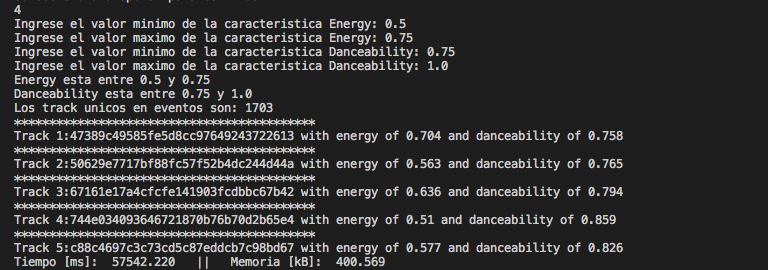 4
Ingrese el valor minimo de la caracteristica Energy: 0.5
Ingrese el valor maximo de la caracteristica Energy: 0.75
Ingrese el valor minimo de la caracteristica Danceability: 0.75
Ingrese el valor maximo de la caracteristica Danceability: 1.0
Energy esta entre 0.5 y 0.75
Danceability esta entre 0.75 y 1.0
Los track unicos en eventos son: 1703
*******************************************
Track 1:47389c49585fe5d8cc97649243722613 with energy of 0.704 and danceability of 0.758
*******************************************
Track 2:50629e7717bf88fc57f52b4dc244d44a with energy of 0.563 and danceability of 0.765
*******************************************
Track 3:67161e17a4cfcfe141903fcdbbc67b42 with energy of 0.636 and danceability of 0.794
*******************************************
Track 4:744e034093646721870b76b70d2b65e4 with energy of 0.51 and danceability of 0.859
*******************************************
Track 5:c88c4697c3c73cd5c87eddcb7c98bd67 with energy of 0.577 and danceability of 0.826
Tiempo [ms]:  57542.220   ||   Memoria [kB]:  400.569